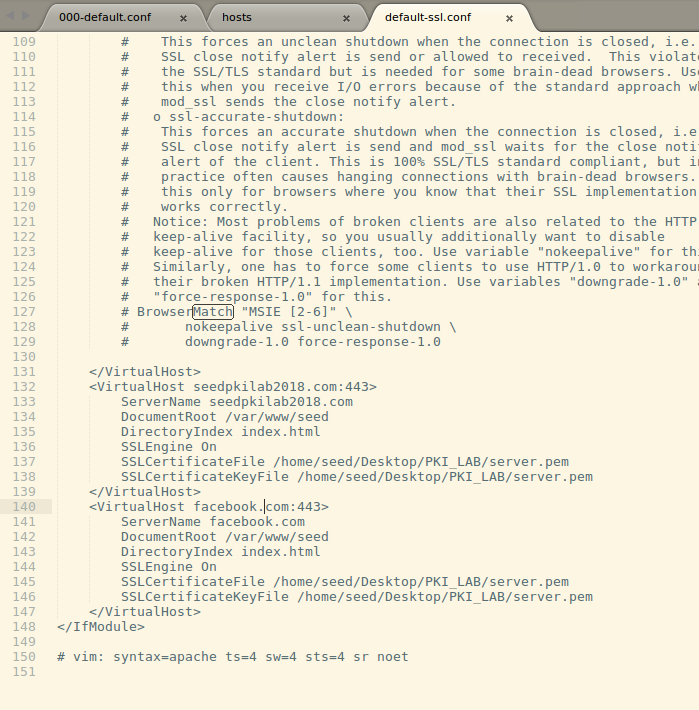 000-default.conf × hosts × default-ssl.conf ×
109 # This forces an unclean shutdown when the connection is closed, i.e.
110 # SSL close notify alert is send or allowed to received. This
111 # the SSL/TLS standard but is needed for some brain-dead browsers.
112 # this when you receive I/O errors because of the standard approach
113 # mod_ssl sends the close notify alert.
114 # o ssl-accurate-shutdown:
115 # This forces an accurate shutdown when the connection is closed, i.e
116 # SSL close notify alert is send and mod_ssl waits for the close
117 # alert of the client. This is 100% SSL/TLS standard compliant, but
118 # practice often causes hanging connections with brain-dead browsers.
119 # this only for browsers where you know that their SSL implementation
120 # works correctly.
121 # Notice: Most problems of broken clients are also related to the HTTP
122 # keep-alive facility, so you usually additionally want to disable
123 # keep-alive for those clients, too. Use variable "nokeepalive" for
124 # Similarly, one has to force some clients to use HTTP/1.0 to
125 # their broken HTTP/1.1 implementation. Use variables "downgrade-1.0"
126 # "force-response-1.0" for this.
127 # BrowserMatch "MSIE [2-6]" \
128 # nokeepalive ssl-unclean-shutdown \
129 # downgrade-1.0 force-response-1.0
130
131 </VirtualHost>
132 <VirtualHost seedpkilab2018.com:443>
133 ServerName seedpkilab2018.com
134 DocumentRoot /var/www/seed
135 DirectoryIndex index.html
136 SSLEngine On
137 SSLCertificateFile /home/seed/Desktop/PKI_LAB/server.pem
138 SSLCertificateKeyFile /home/seed/Desktop/PKI_LAB/server.pem
139 </VirtualHost>
140 <VirtualHost facebook.com:443>
141 ServerName facebook.com
142 DocumentRoot /var/www/seed
143 DirectoryIndex index.html
144 SSLEngine On
145 SSLCertificateFile /home/seed/Desktop/PKI_LAB/server.pem
146 SSLCertificateKeyFile /home/seed/Desktop/PKI_LAB/server.pem
147 </VirtualHost>
148 </IfModule>
149
150 # vim: syntax=apache ts=4 sw=4 sts=4 sr noet
151